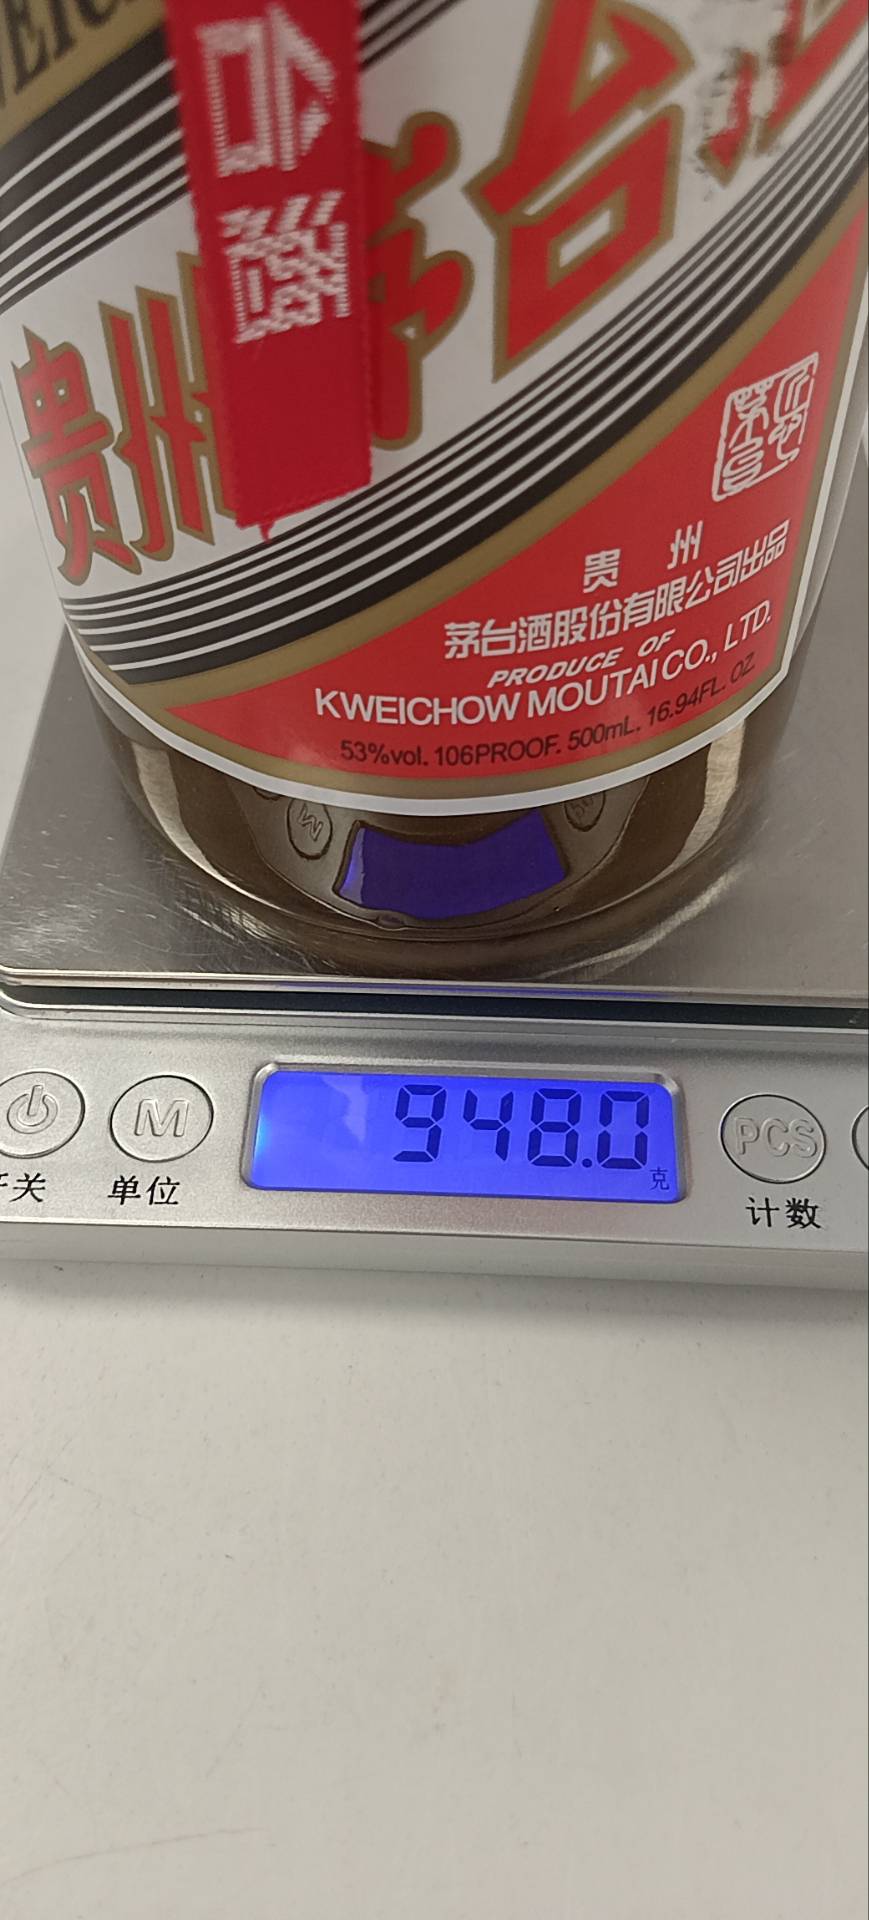 贵州茅台
贵 州
茅台酒股份有限公司出品
PRODUCE OF
KWEICHOW MOUTAI CO., LTD.
53%vol. 106PROOF. 500mL. 16.94FL. OZ
948.0
克
M
PCS
关
单位
计数